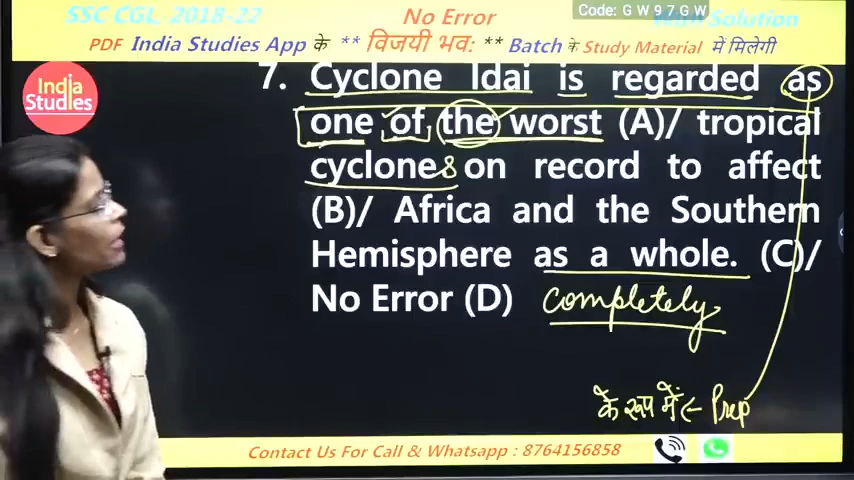 SSC CGL 2018-22
No Error
Code: G W 9 7 G W
With Solution
PDF India Studies App के ** विजयी भव: ** Batch के Study Material में मिलेगी
India
Studies
7. Cyclone Idai is regarded as
one of the worst (A)/ tropical
cyclones on record to affect
(B)/ Africa and the Southern
Hemisphere as a whole. (C)/
No Error (D) completely
के रूप में ← Prep
Contact Us For Call & Whatsapp : 8764156858